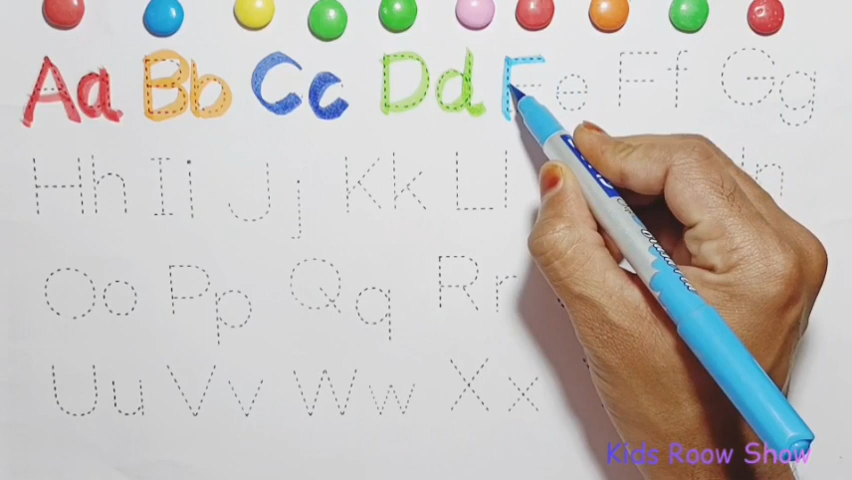 Aa Bb Cc Dd Ee Ff Gg
Hh Ii Jj Kk Ll
Oo Pp Qq Rr
Uu Vv Ww Xx
Kids Roow Show